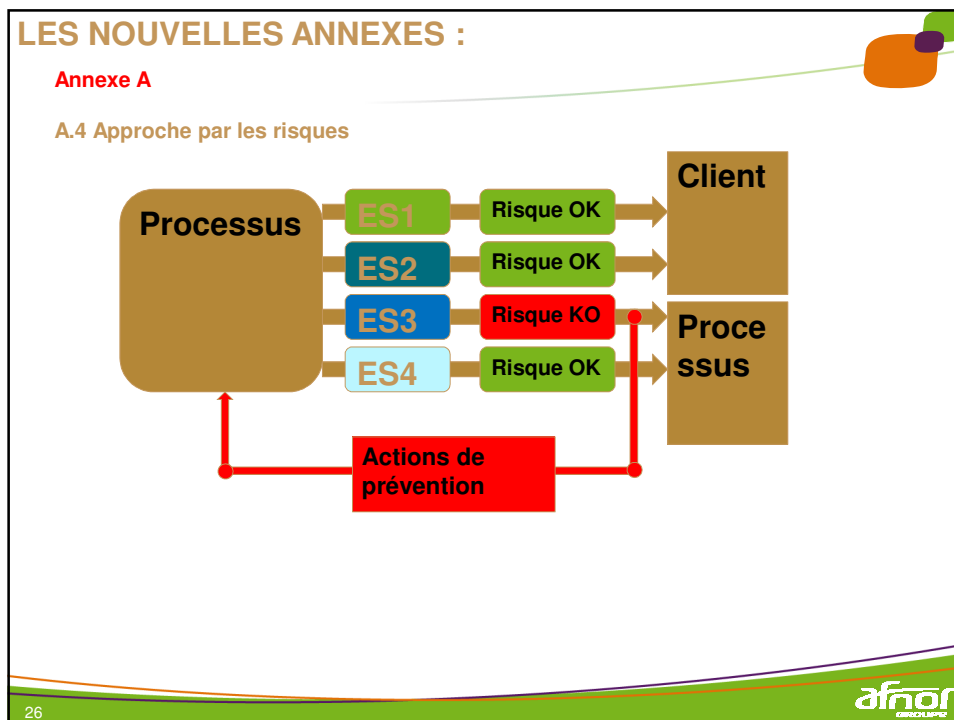 LES NOUVELLES ANNEXES :
Annexe A
A.4 Approche par les risques
Processus
ES1
Risque OK
Client
ES2
Risque OK
ES3
Risque KO
Proce
ssus
ES4
Risque OK
Actions de
prévention
26
afnor
GROUPE